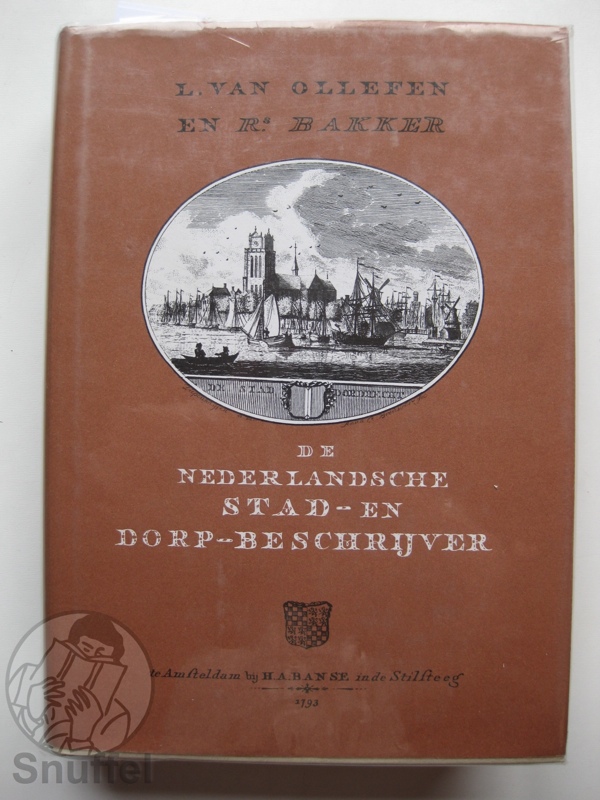 L. VAN OLLEFEN
EN Rs. BAKKER
DE STAD DORDRECHT
DE
NEDERLANDSCHE
STAD-EN
DORP-BESCHRIJVER
te Amsteldam by H.A. BANSE in de Stilsteeg
1793
Snuffel